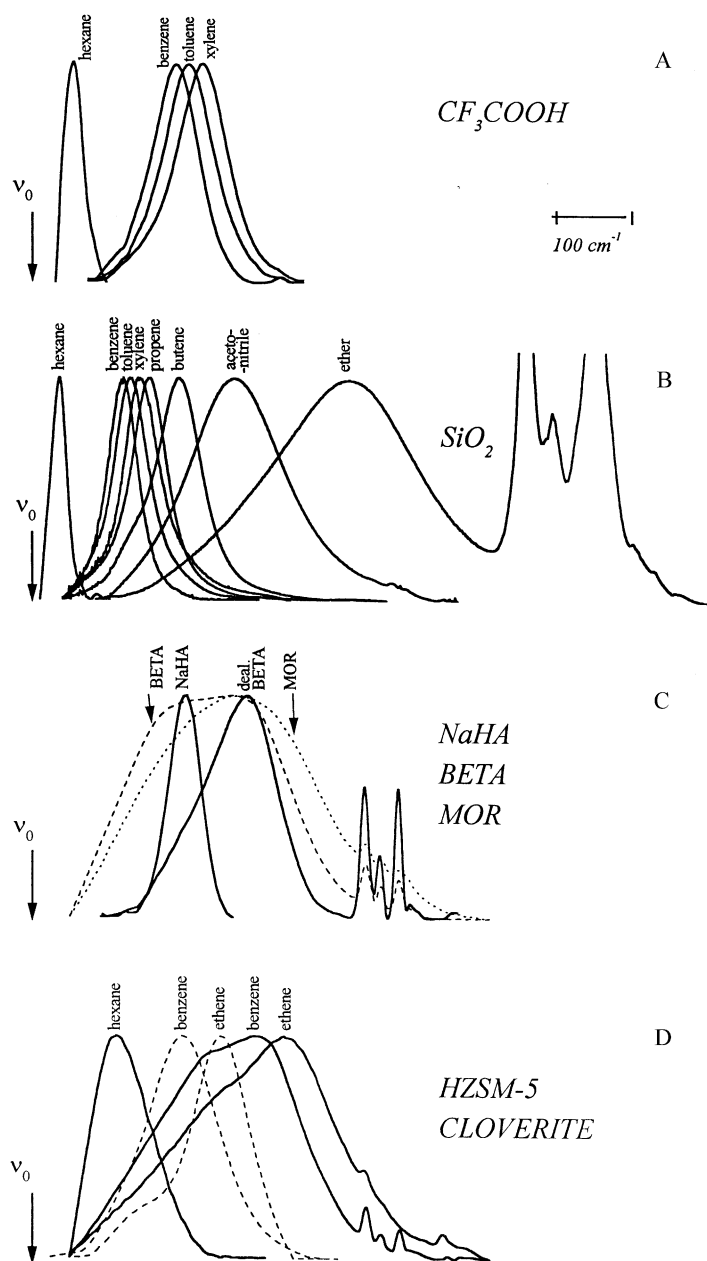 hexane
benzene
toluene
xylene
A
CF3COOH
ν0
100 cm-1
hexane
benzene
toluene
xylene
propene
butene
aceto-
-nitrile
ether
B
SiO2
ν0
BETA
NaHA
deal.
BETA
MOR
C
NaHA
BETA
MOR
ν0
hexane
benzene
ethene
benzene
ethene
D
HZSM-5
CLOVERITE
ν0